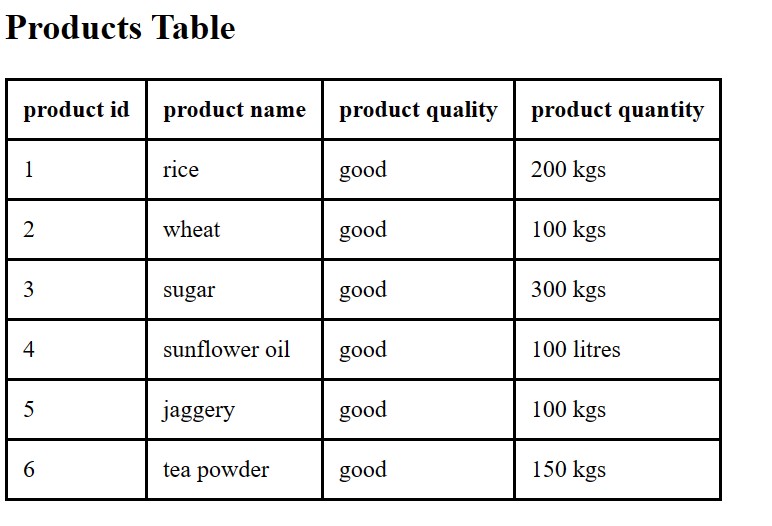 Products Table
product id product name product quality product quantity
1 rice good 200 kgs
2 wheat good 100 kgs
3 sugar good 300 kgs
4 sunflower oil good 100 litres
5 jaggery good 100 kgs
6 tea powder good 150 kgs